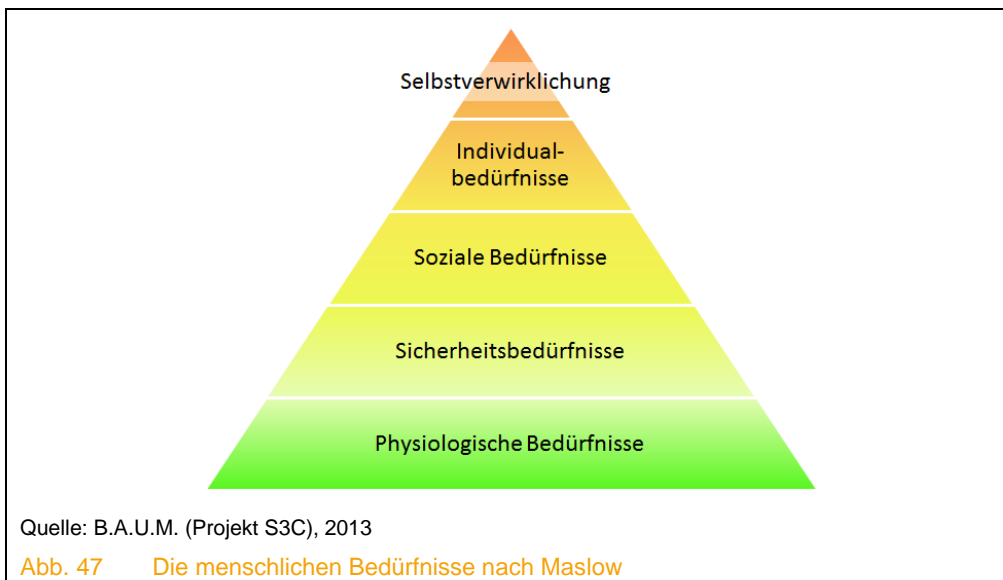 Selbstverwirklichung
Individual-
bedürfnisse
Soziale Bedürfnisse
Sicherheitsbedürfnisse
Physiologische Bedürfnisse
Quelle: B.A.U.M. (Projekt S3C), 2013
Abb. 47 Die menschlichen Bedürfnisse nach Maslow